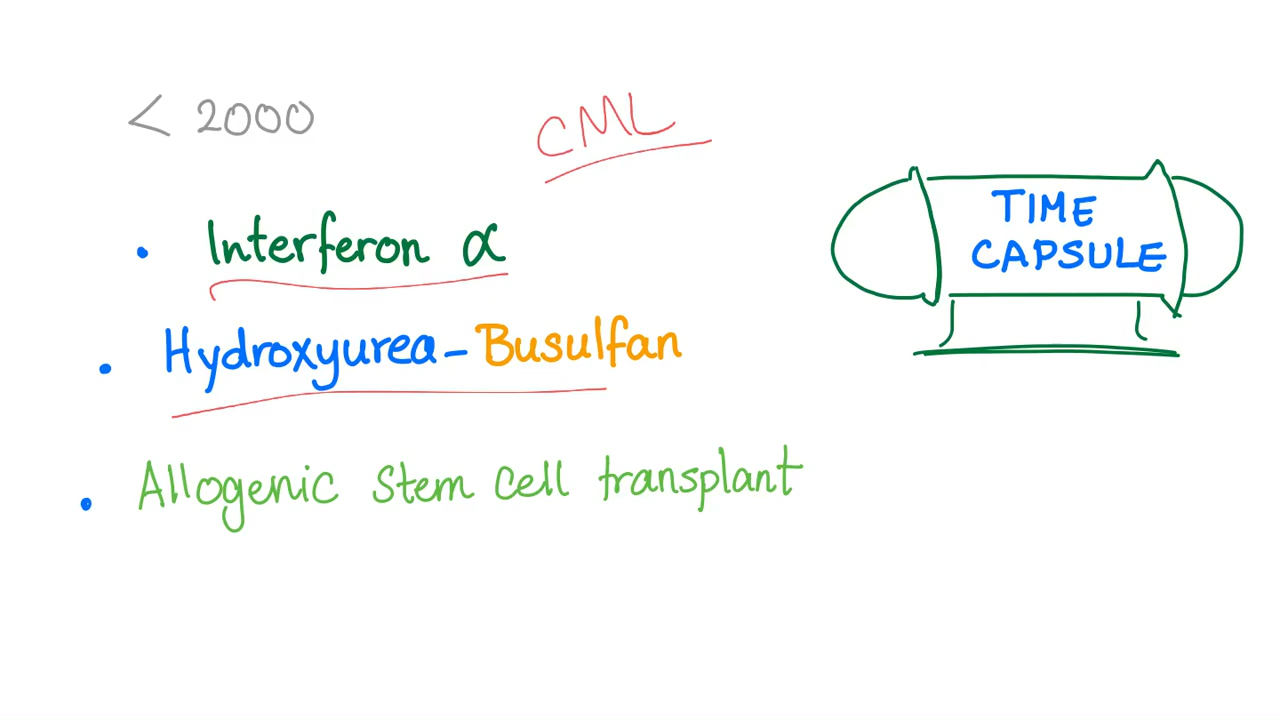 < 2000
CML
• Interferon α
• Hydroxyurea - Busulfan
• Allogenic stem cell transplant
TIME
CAPSULE